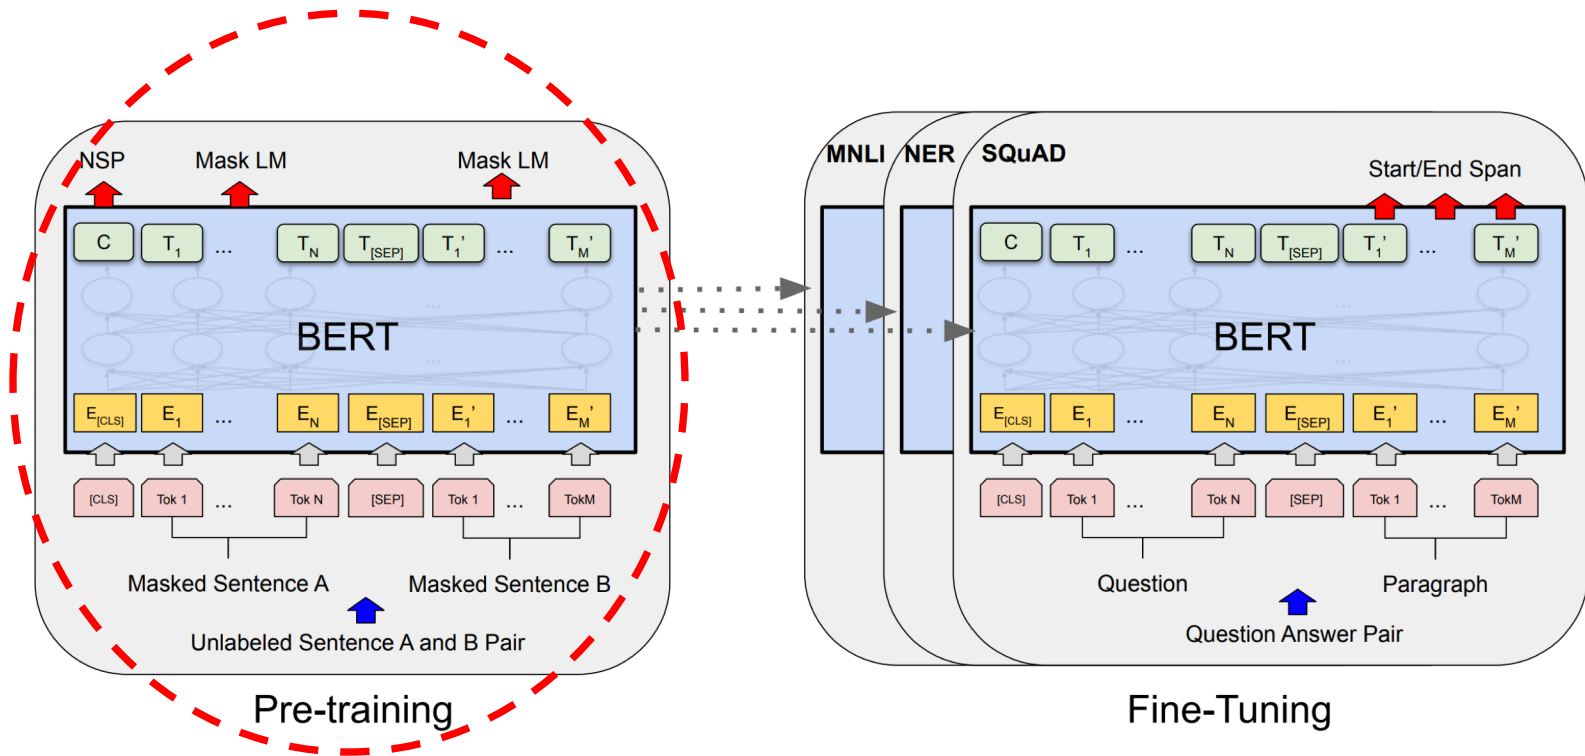 NSP Mask LM Mask LM
C T1 ... TN T[SEP] T1’ ... TM’
...
BERT
...
E[CLS] E1 ... EN E[SEP] E1’ ... EM’
[CLS] Tok 1 ... Tok N [SEP] Tok 1 ... TokM
Masked Sentence A Masked Sentence B
Unlabeled Sentence A and B Pair
Pre-training
MNLI NER SQuAD
Start/End Span
C T1 ... TN T[SEP] T1’ ... TM’
...
BERT
...
E[CLS] E1 ... EN E[SEP] E1’ ... EM’
[CLS] Tok 1 ... Tok N [SEP] Tok 1 ... TokM
Question Paragraph
Question Answer Pair
Fine-Tuning